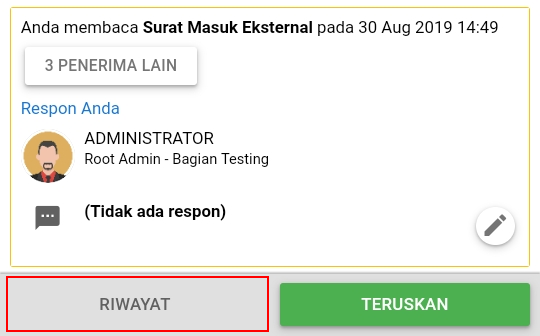 Anda membaca Surat Masuk Eksternal pada 30 Aug 2019 14:49
3 PENERIMA LAIN
Respon Anda
ADMINISTRATOR
Root Admin - Bagian Testing
(Tidak ada respon)
RIWAYAT
TERUSKAN